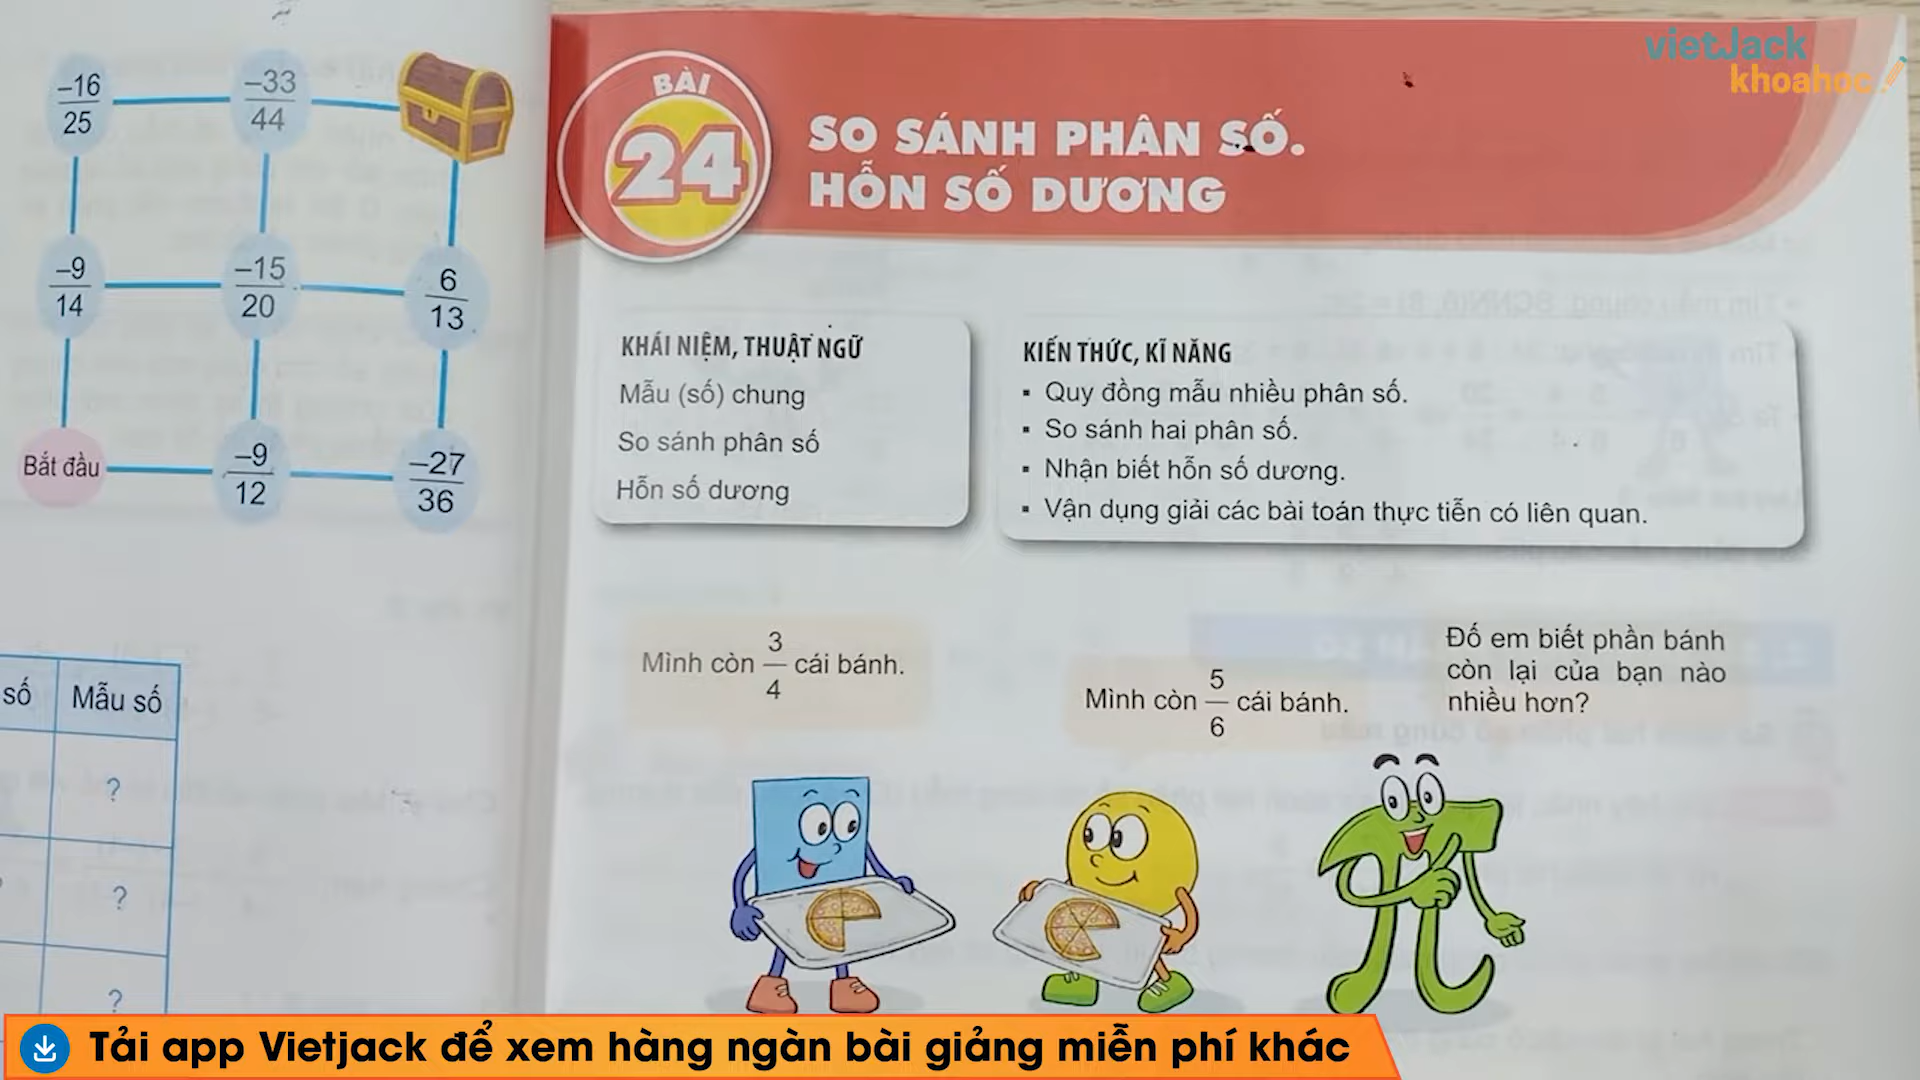 -16
25
-33
44
-9
14
-15
20
6
13
Bắt đầu
-9
12
-27
36
số
Mẫu số
?
?
?
vietJack
khoahoc
BÀI
24
SO SÁNH PHÂN SỐ.
HỖN SỐ DƯƠNG
KHÁI NIỆM, THUẬT NGỮ
Mẫu (số) chung
So sánh phân số
Hỗn số dương
KIẾN THỨC, KĨ NĂNG
▪ Quy đồng mẫu nhiều phân số.
▪ So sánh hai phân số.
▪ Nhận biết hỗn số dương.
▪ Vận dụng giải các bài toán thực tiễn có liên quan.
Mình còn 3/4 cái bánh.
Mình còn 5/6 cái bánh.
Đố em biết phần bánh
còn lại của bạn nào
nhiều hơn?
Tải app Vietjack để xem hàng ngàn bài giảng miễn phí khác